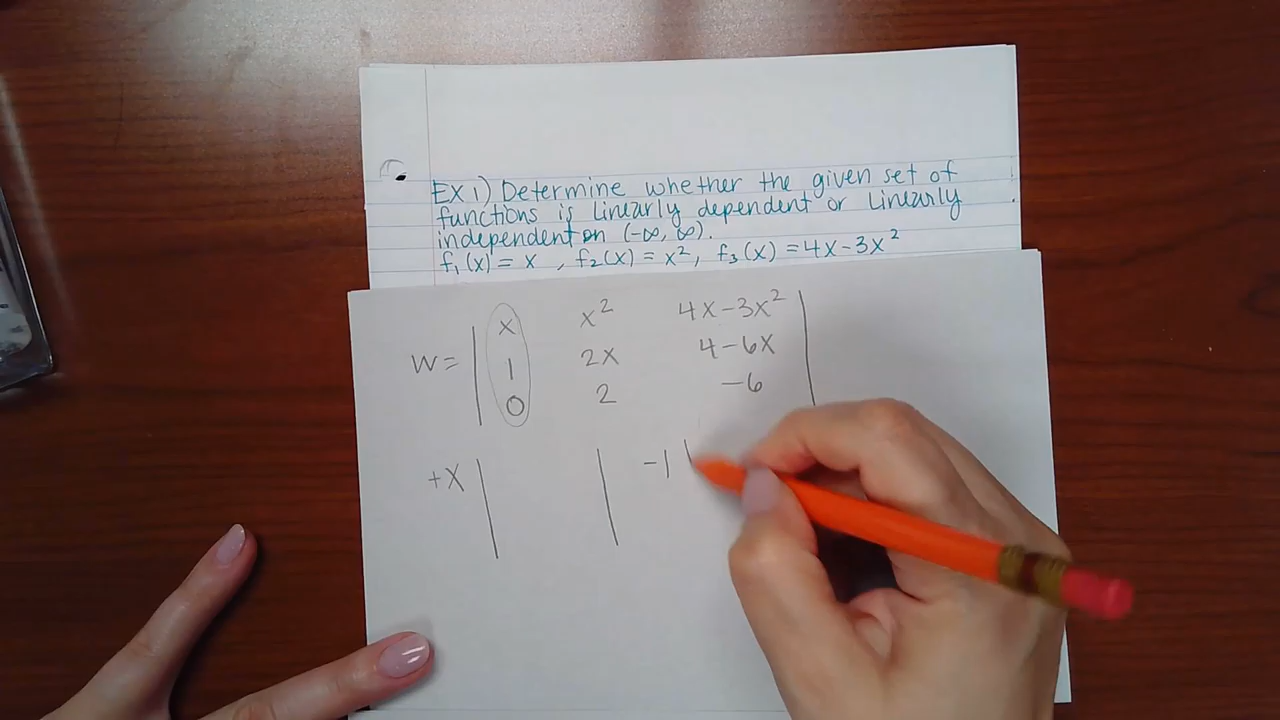 EX 1) Determine whether the given set of
functions is linearly dependent or linearly
independent on (-∞, ∞).
f₁(x) = x , f₂(x) = x², f₃(x) = 4x-3x²
W = | x x² 4x-3x² |
1 2x 4-6x
0 2 -6
+x | | -1 |